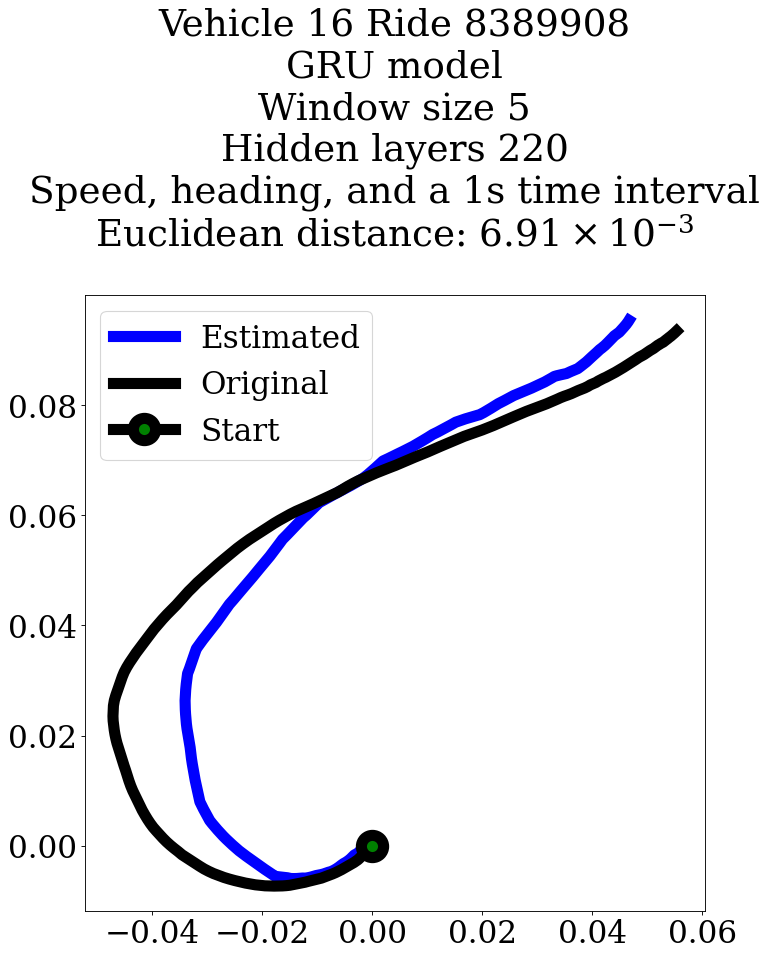 Vehicle 16 Ride 8389908
GRU model
Window size 5
Hidden layers 220
Speed, heading, and a 1s time interval
Euclidean distance: 6.91 × 10⁻³
Estimated
Original
Start
0.08
0.06
0.04
0.02
0.00
−0.04 −0.02 0.00 0.02 0.04 0.06